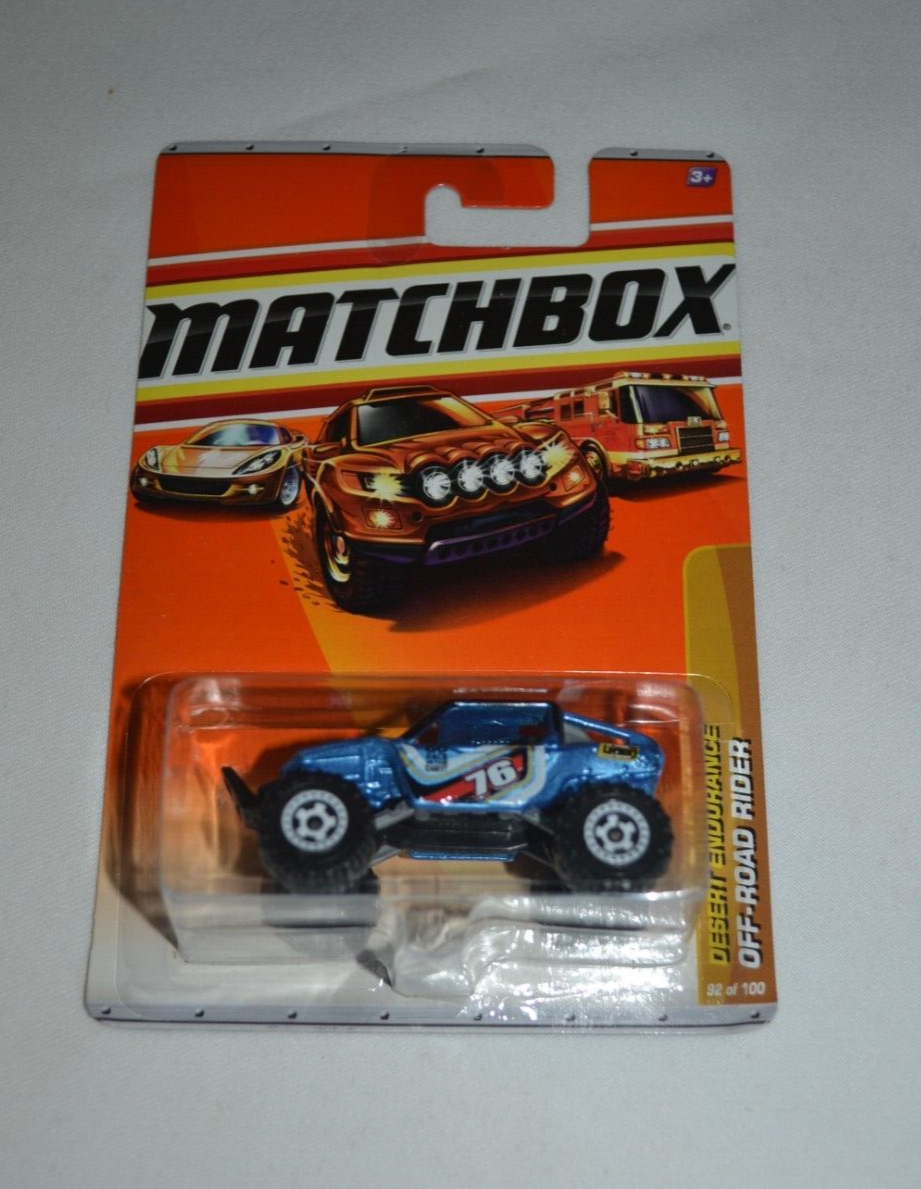 3+
MATCHBOX®
76
DESERT ENDURANCE
OFF-ROAD RIDER
92 of 100